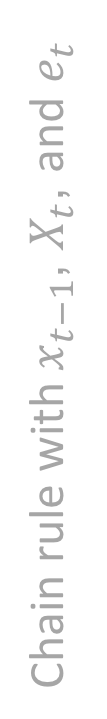 Chain rule with $x_{t-1}$, $X_t$, and $e_t$